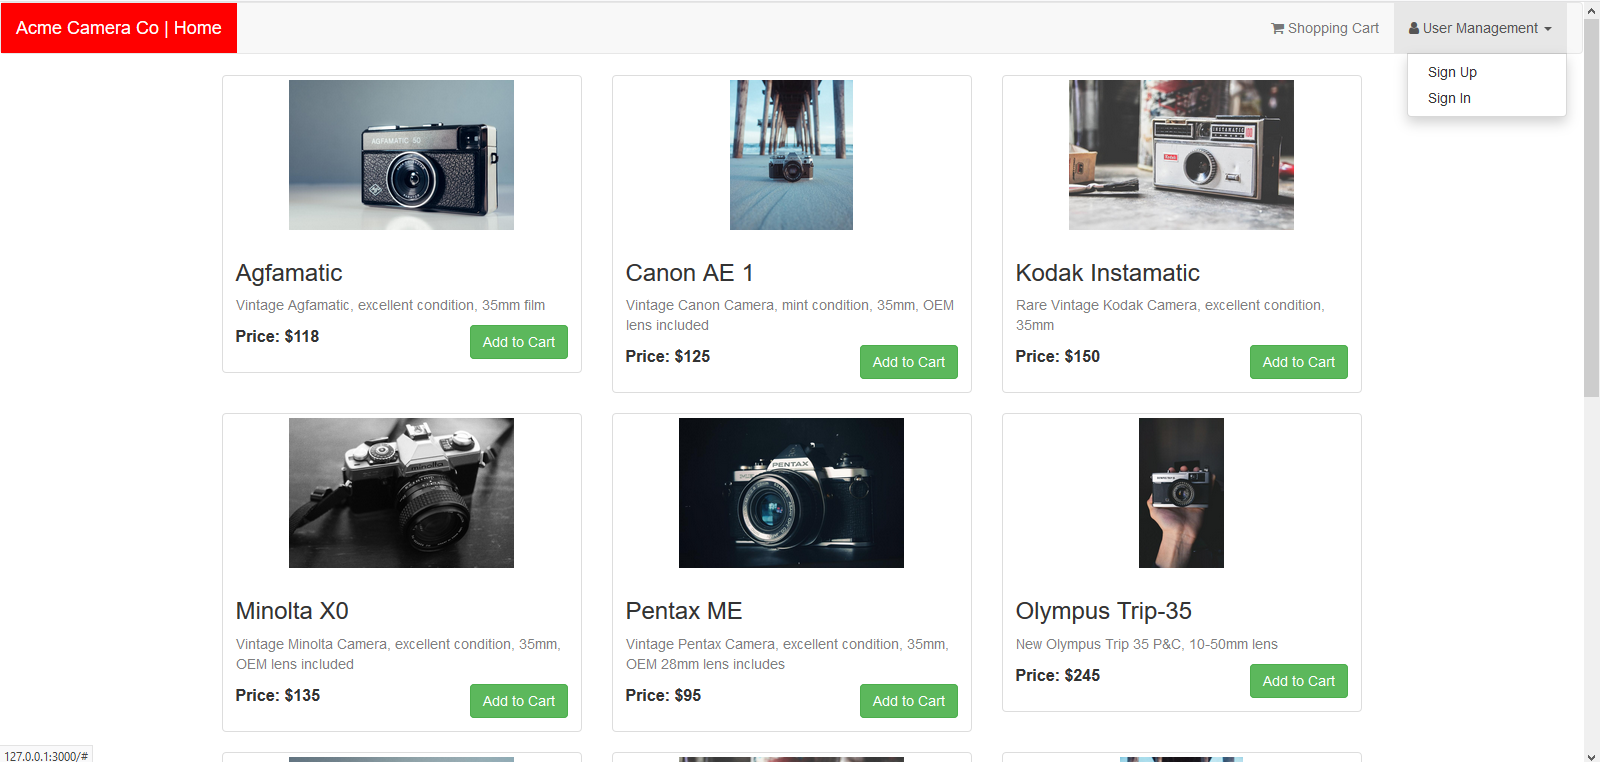 Acme Camera Co | Home
Shopping Cart
User Management
Sign Up
Sign In
AGFAMATIC 50
Agfamatic
Vintage Agfamatic, excellent condition, 35mm film
Price: $118
Add to Cart
Canon AE 1
Vintage Canon Camera, mint condition, 35mm, OEM
lens included
Price: $125
Add to Cart
INSTAMATIC
Kodak
Kodak Instamatic
Rare Vintage Kodak Camera, excellent condition,
35mm
Price: $150
Add to Cart
minolta
Minolta X0
Vintage Minolta Camera, excellent condition, 35mm,
OEM lens included
Price: $135
Add to Cart
PENTAX
Pentax ME
Vintage Pentax Camera, excellent condition, 35mm,
OEM 28mm lens includes
Price: $95
Add to Cart
Olympus Trip-35
New Olympus Trip 35 P&C, 10-50mm lens
Price: $245
Add to Cart
127.0.0.1:3000/#